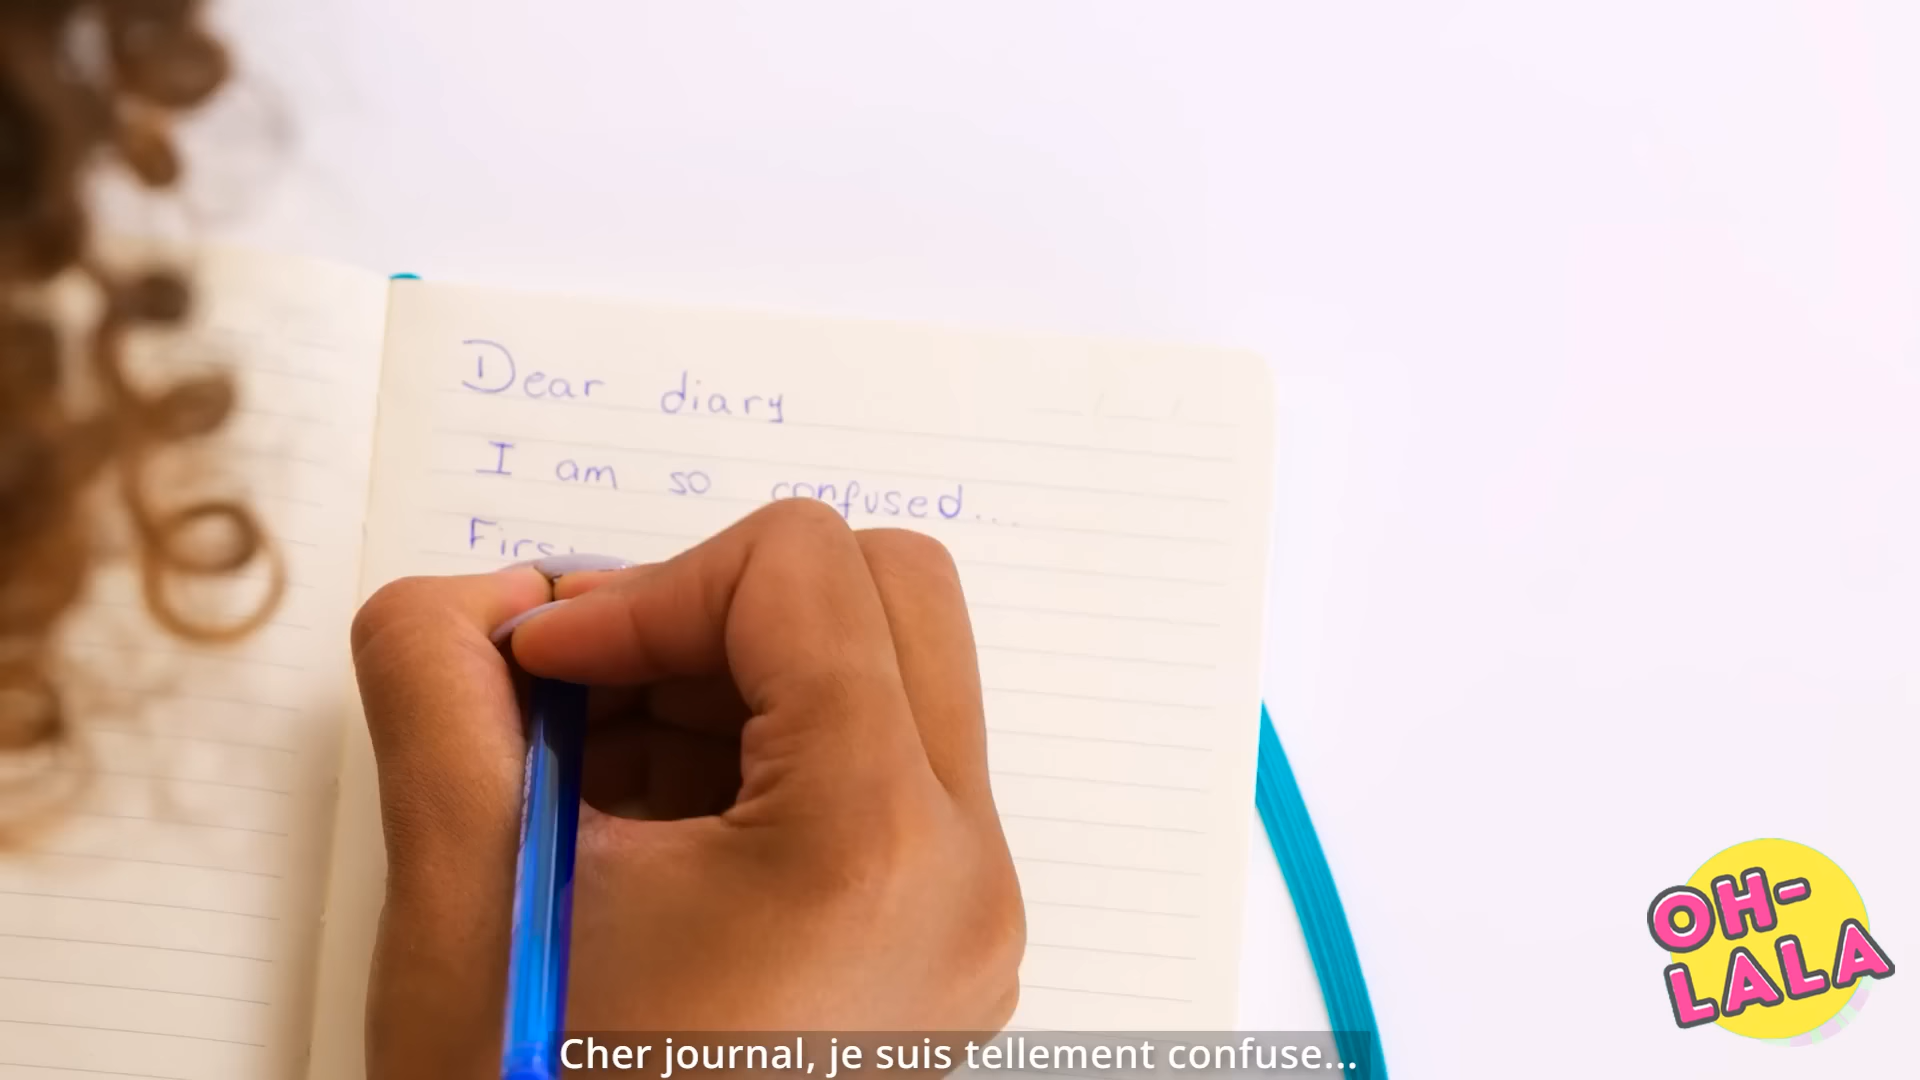 Dear diary
I am so confused...
Cher journal, je suis tellement confuse...
OH-
LALA